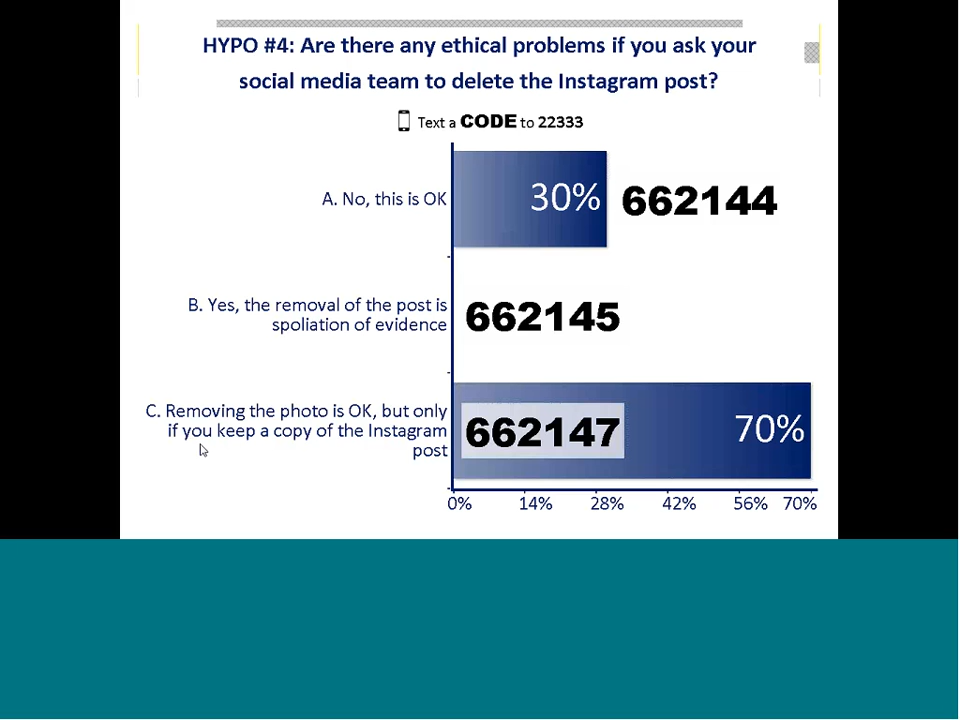 HYPO #4: Are there any ethical problems if you ask your
social media team to delete the Instagram post?
Text a CODE to 22333
A. No, this is OK
30%
662144
B. Yes, the removal of the post is
spoliation of evidence
662145
C. Removing the photo is OK, but only
if you keep a copy of the Instagram
post
662147
70%
0% 14% 28% 42% 56% 70%